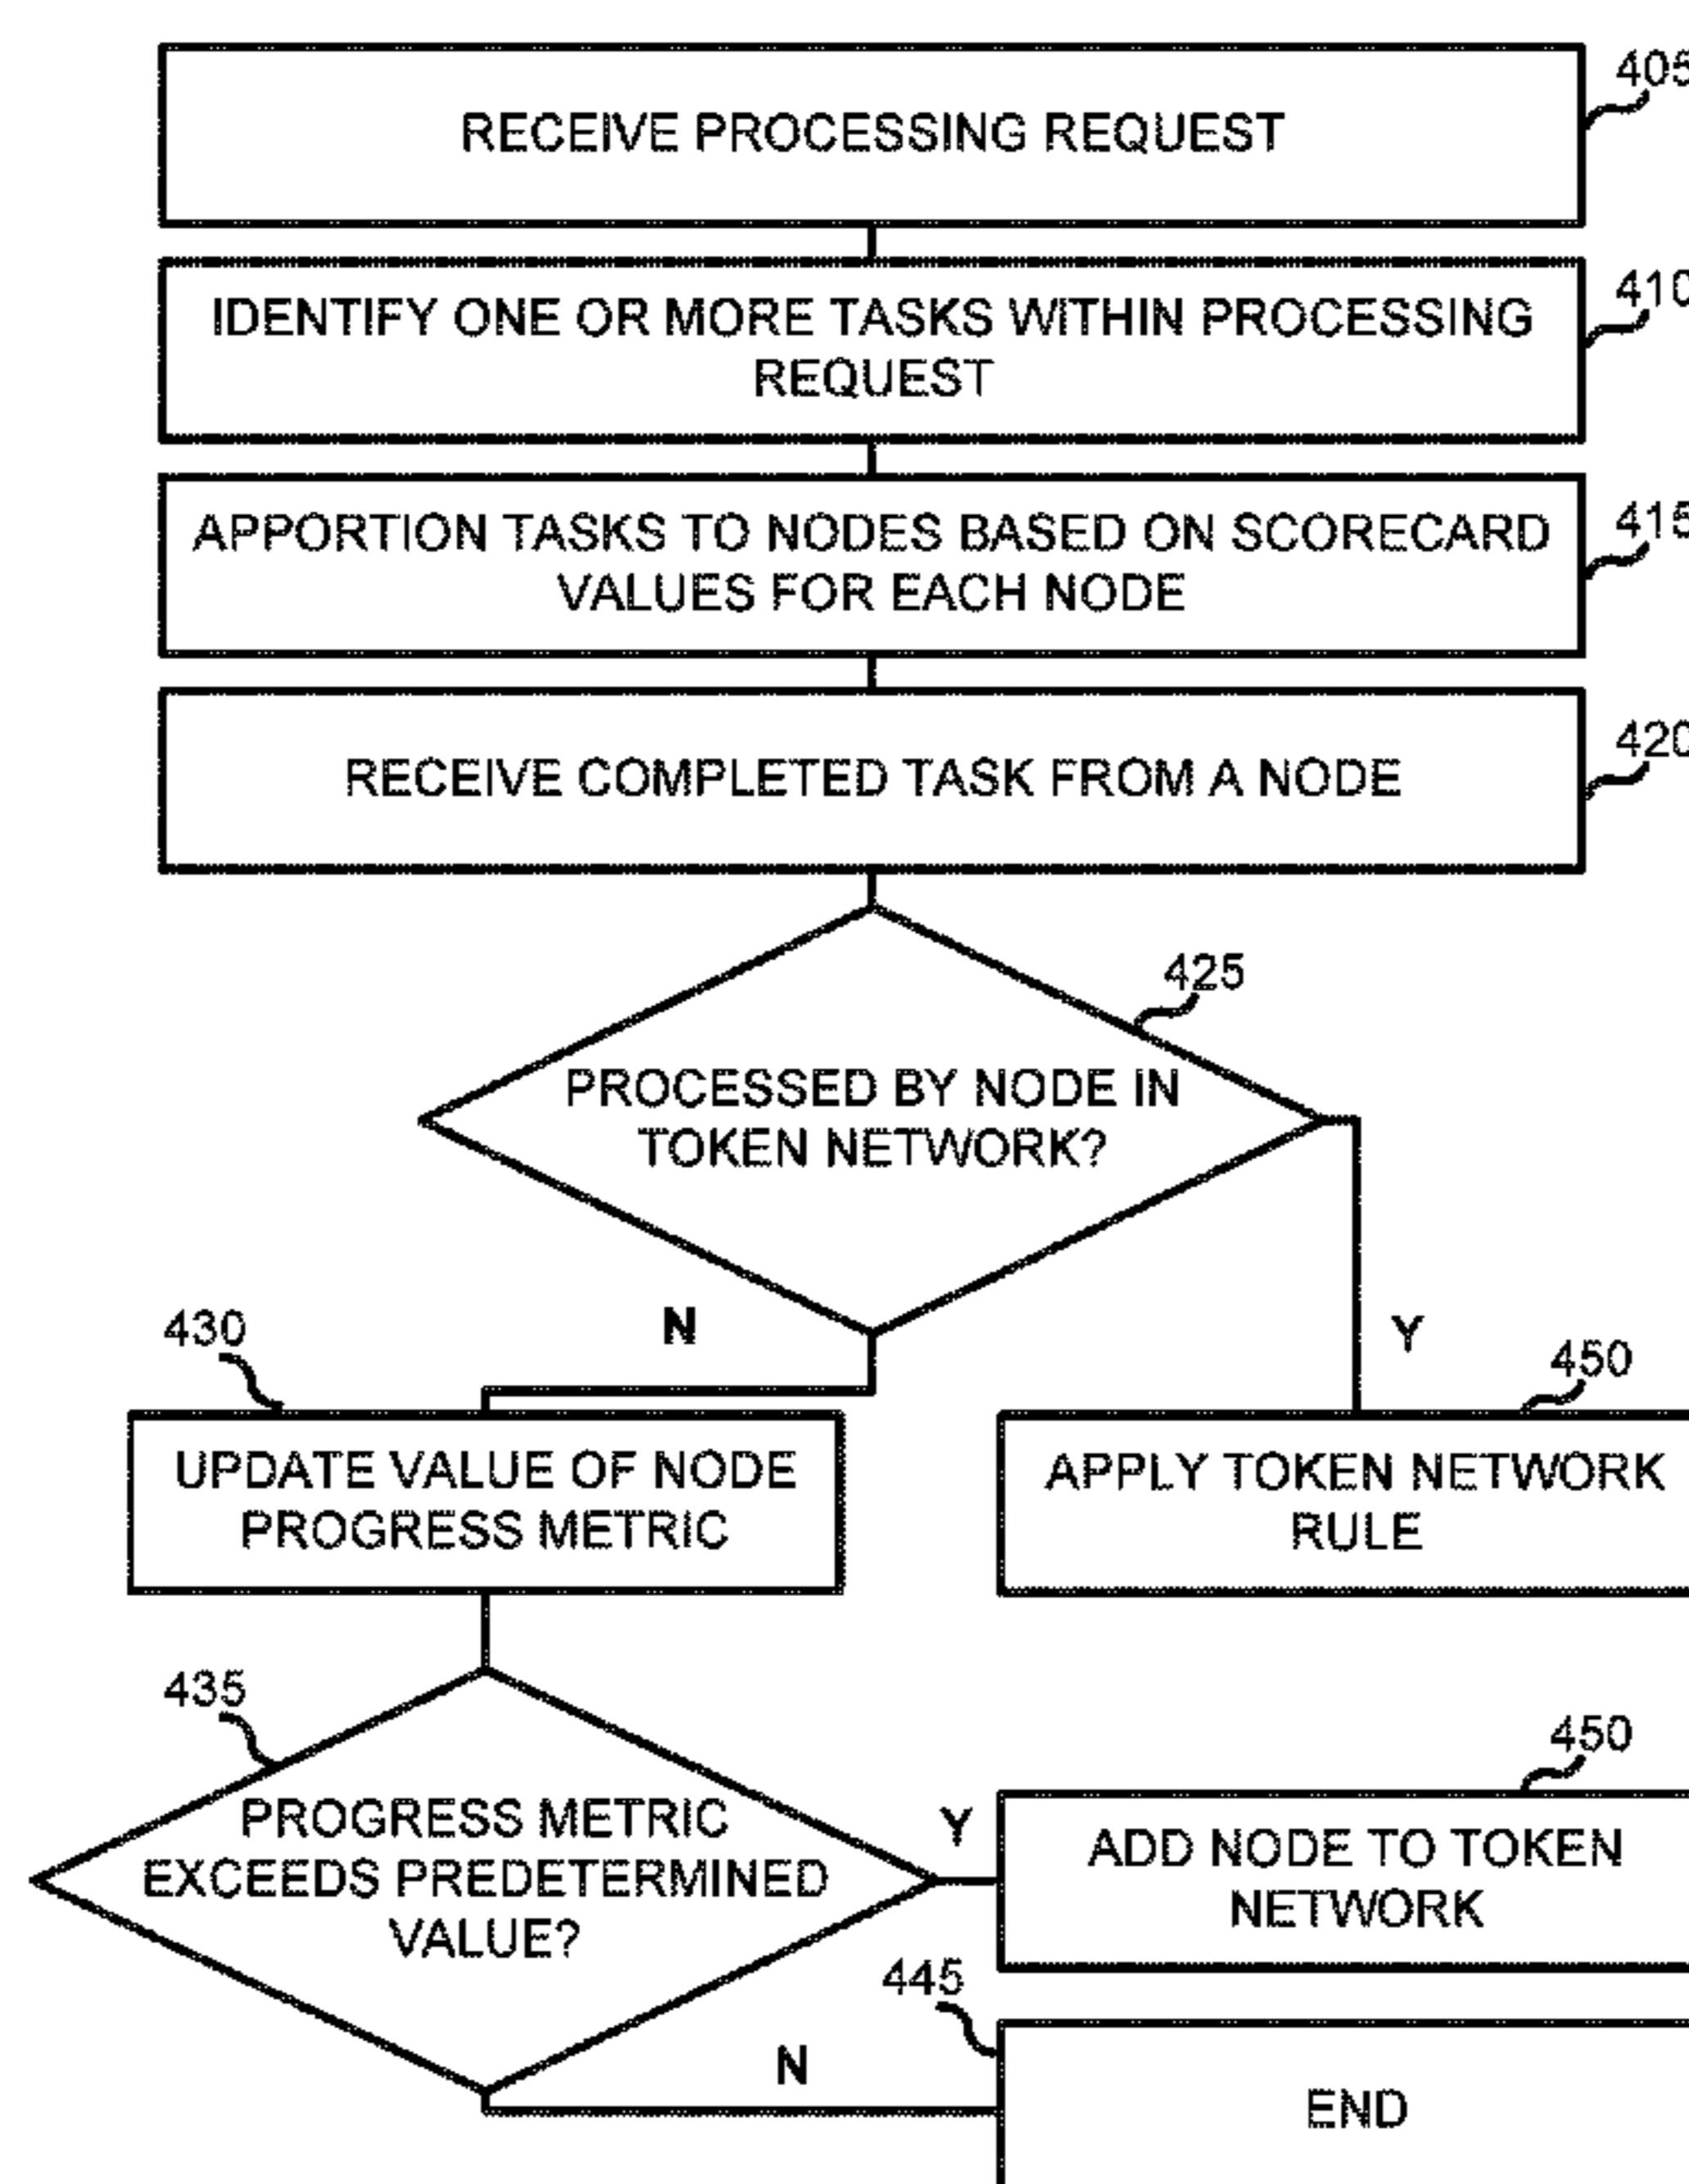 405
RECEIVE PROCESSING REQUEST
410
IDENTIFY ONE OR MORE TASKS WITHIN PROCESSING
REQUEST
415
APPORTION TASKS TO NODES BASED ON SCORECARD
VALUES FOR EACH NODE
420
RECEIVE COMPLETED TASK FROM A NODE
425
PROCESSED BY NODE IN
TOKEN NETWORK?
N
Y
430
450
UPDATE VALUE OF NODE
PROGRESS METRIC
APPLY TOKEN NETWORK
RULE
435
450
PROGRESS METRIC
EXCEEDS PREDETERMINED
VALUE?
Y
ADD NODE TO TOKEN
NETWORK
445
N
END